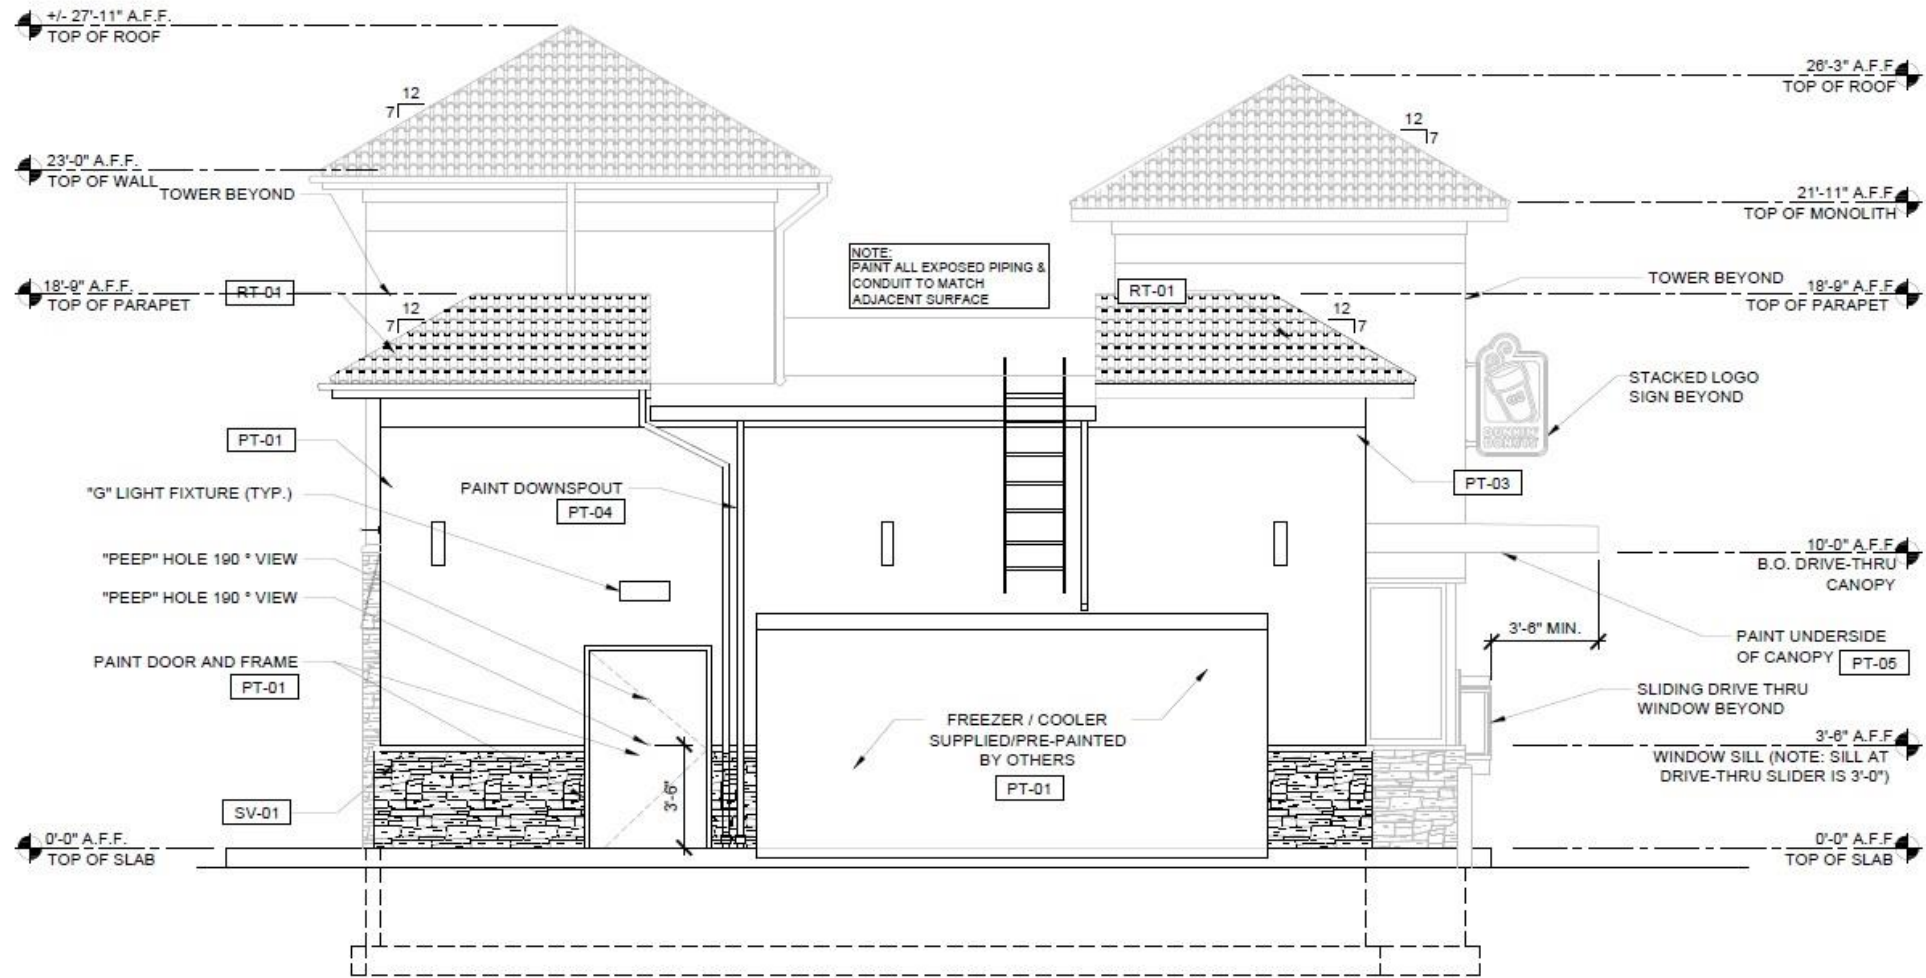 +/- 27'-11" A.F.F.
TOP OF ROOF
26'-3" A.F.F
TOP OF ROOF
12
7
12
7
23'-0" A.F.F.
TOP OF WALL
TOWER BEYOND
21'-11" A.F.F
TOP OF MONOLITH
NOTE:
PAINT ALL EXPOSED PIPING &
CONDUIT TO MATCH
ADJACENT SURFACE
TOWER BEYOND
18'-9" A.F.F.
TOP OF PARAPET
RT-01
12
7
RT-01
12
7
18'-9" A.F.F
TOP OF PARAPET
STACKED LOGO
SIGN BEYOND
DUNKIN'
DONUTS
PT-01
PT-03
"G" LIGHT FIXTURE (TYP.)
PAINT DOWNSPOUT
PT-04
"PEEP" HOLE 190 ° VIEW
"PEEP" HOLE 190 ° VIEW
10'-0" A.F.F
B.O. DRIVE-THRU
CANOPY
3'-6" MIN.
PAINT UNDERSIDE
OF CANOPY
PT-05
PAINT DOOR AND FRAME
PT-01
SLIDING DRIVE THRU
WINDOW BEYOND
FREEZER / COOLER
SUPPLIED/PRE-PAINTED
BY OTHERS
PT-01
3'-6" A.F.F
WINDOW SILL (NOTE: SILL AT
DRIVE-THRU SLIDER IS 3'-0")
3'-6"
SV-01
0'-0" A.F.F.
TOP OF SLAB
0'-0" A.F.F
TOP OF SLAB